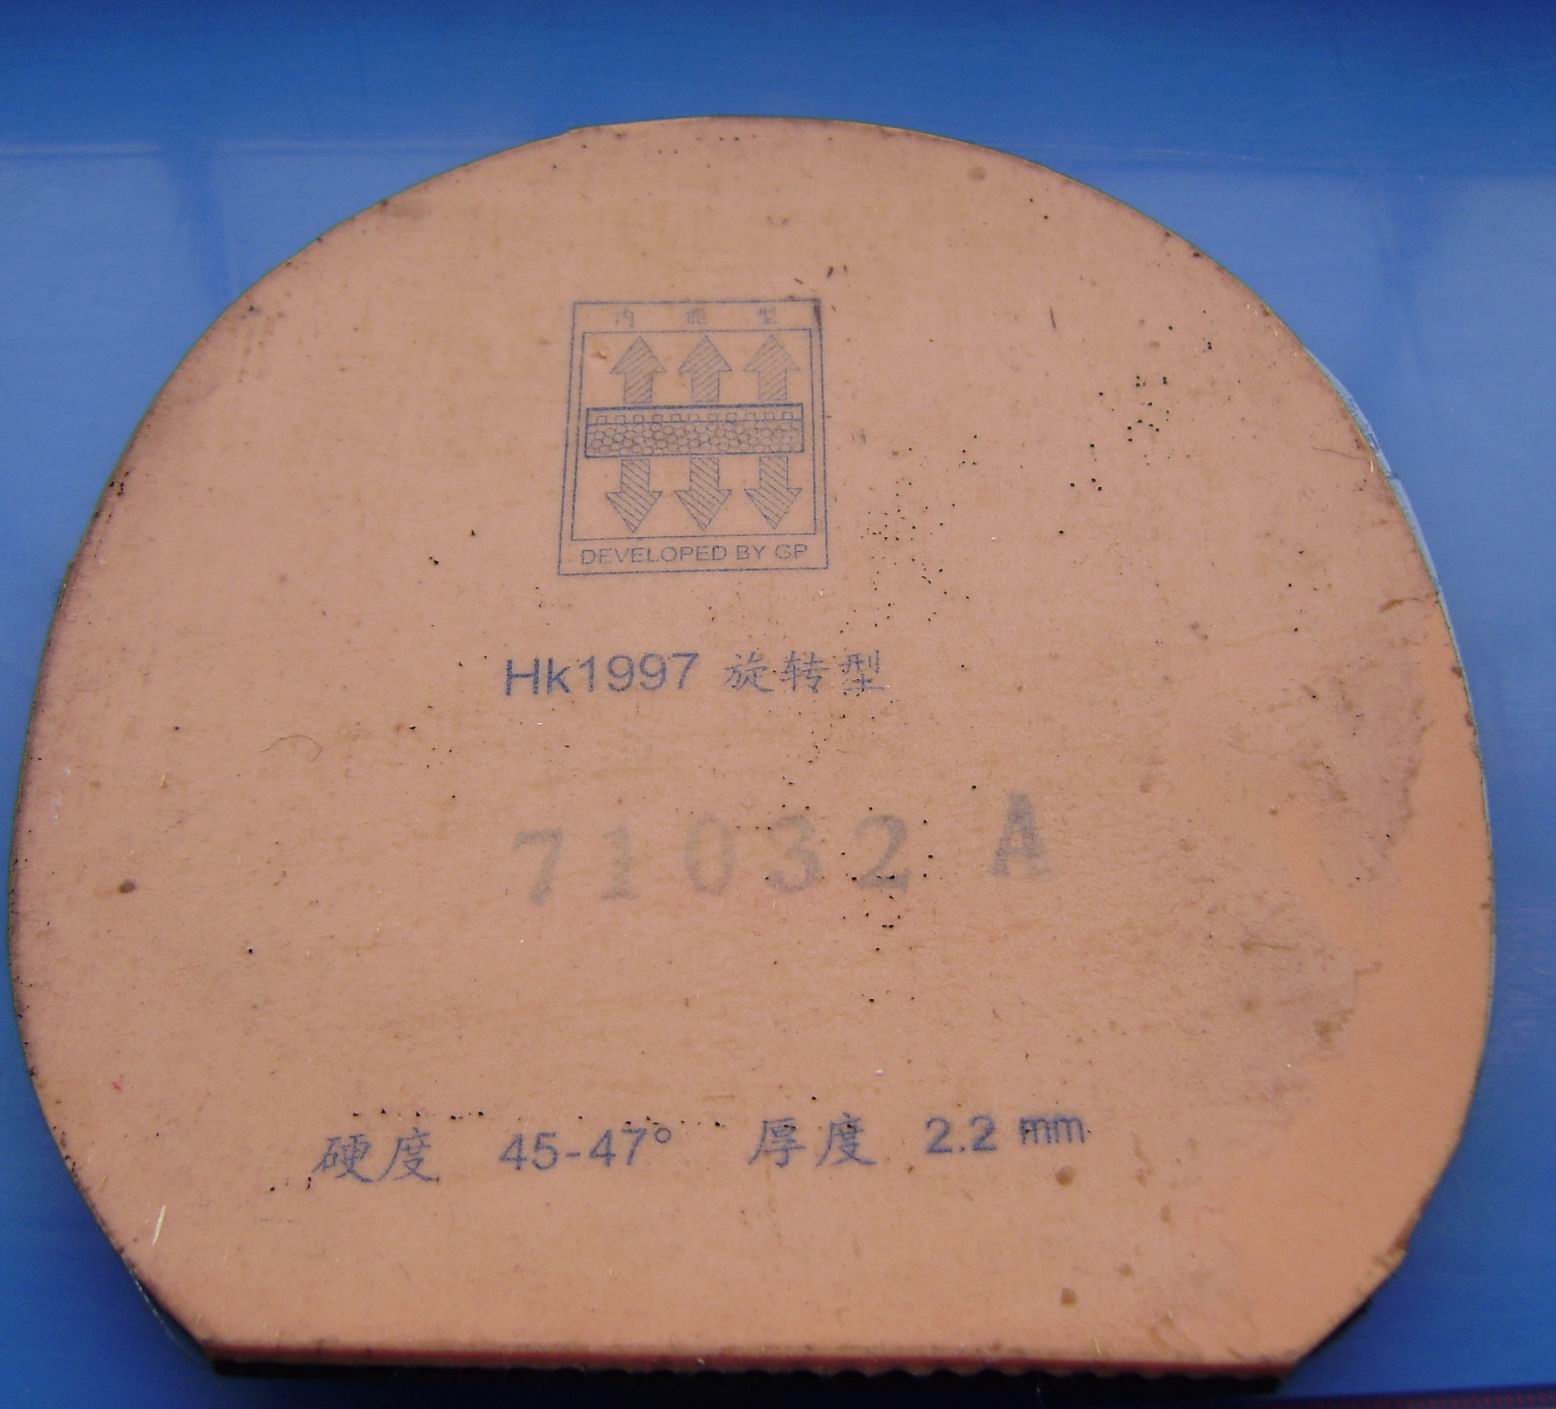 内 能 型
DEVELOPED BY GP
Hk1997 旋转型
71032 A
硬度 45-47° 厚度 2.2 mm